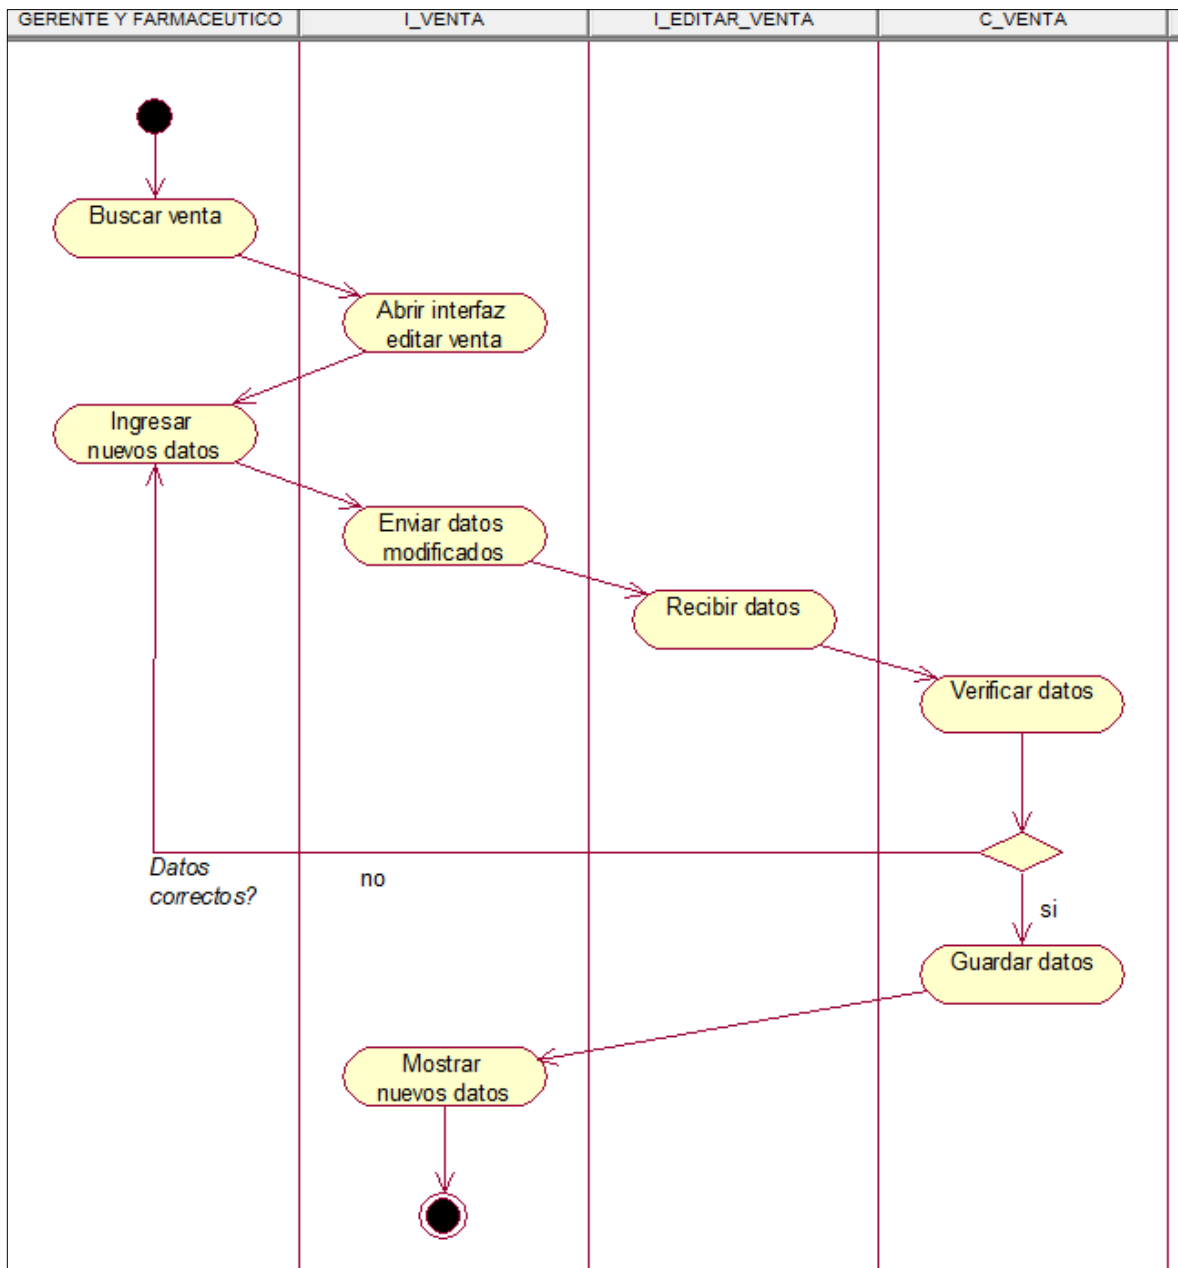 GERENTE Y FARMACEUTICO
I_VENTA
I_EDITAR_VENTA
C_VENTA
Buscar venta
Abrir interfaz
editar venta
Ingresar
nuevos datos
Enviar datos
modificados
Recibir datos
Verificar datos
Datos
correctos?
no
si
Guardar datos
Mostrar
nuevos datos